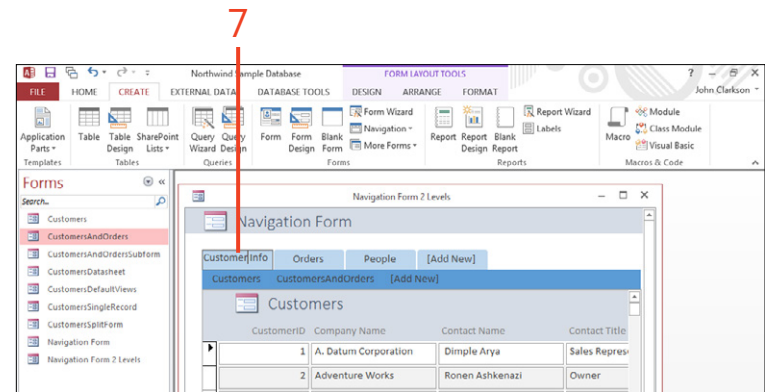 7
Northwind Sample Database
FORM LAYOUT TOOLS
?
FILE HOME CREATE EXTERNAL DATA DATABASE TOOLS DESIGN ARRANGE FORMAT John Clarkson
Application Parts
Table
Table Design
SharePoint Lists
Query Wizard
Query Design
Form
Form Design
Blank Form
Form Wizard
Navigation
More Forms
Report
Report Design
Blank Report
Report Wizard
Labels
Macro
Module
Class Module
Visual Basic
Templates Tables Queries Forms Reports Macros & Code
Forms
Search...
Customers
CustomersAndOrders
CustomersAndOrdersSubform
CustomersDatasheet
CustomersDefaultViews
CustomersSingleRecord
CustomersSplitForm
Navigation Form
Navigation Form 2 Levels
Navigation Form 2 Levels
Navigation Form
Customer Info Orders People [Add New]
Customers CustomersAndOrders [Add New]
Customers
CustomerID Company Name Contact Name Contact Title
1 A. Datum Corporation Dimple Arya Sales Repres
2 Adventure Works Ronen Ashkenazi Owner